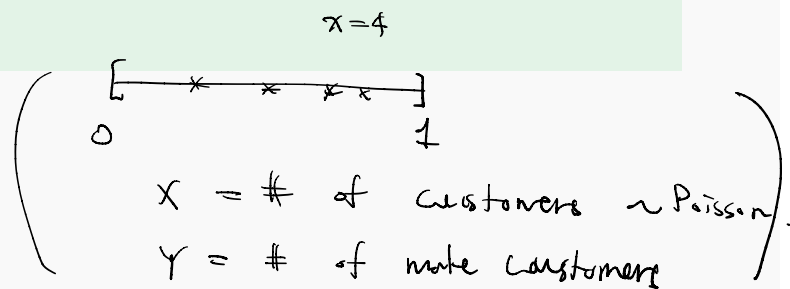 x=4
0 1
X = # of customers ~ Poisson.
Y = # of male customers